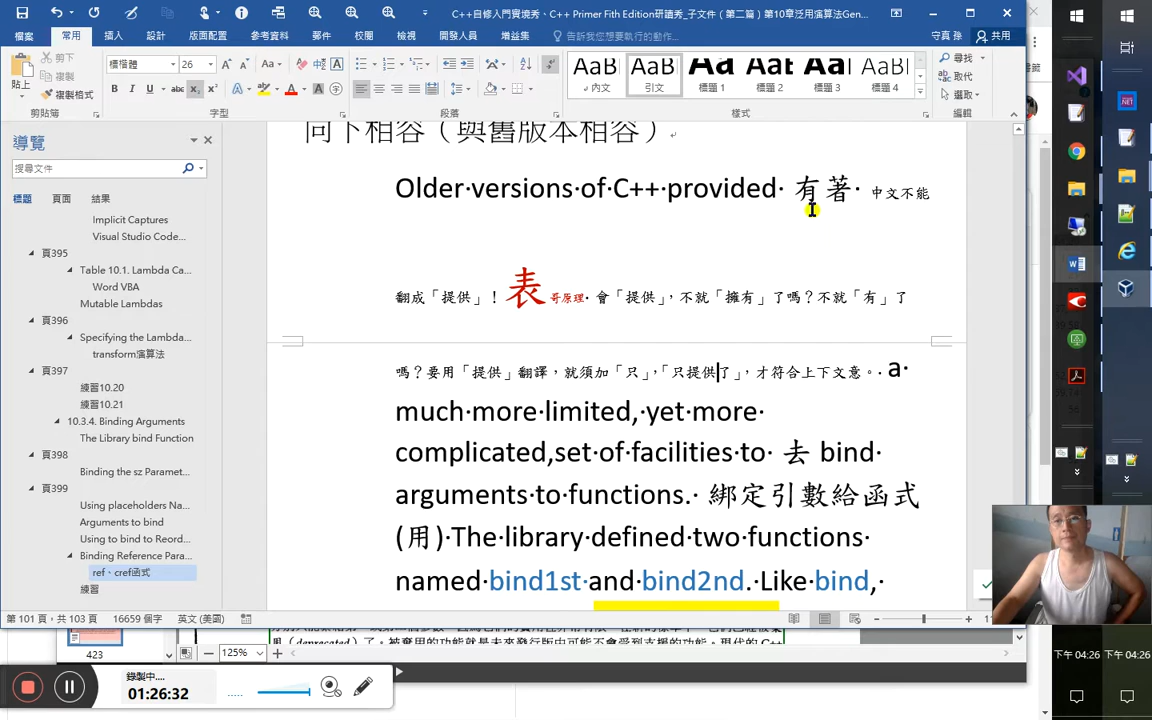 C++自修入門實境秀、C++ Primer Fith Edition研讀秀_子文件（第二篇）第10章泛用演算法Gen...
檔案 常用 插入 設計 版面配置 參考資料 郵件 校閱 檢視 開發人員 增益集 告訴我您想要執行的動作... 守真 孫 共用
剪下
複製
複製格式
貼上
剪貼簿
標楷體 26
字型
段落
AaB AaB Aa AaB AaB AaBb
內文 引文 標題 1 標題 2 標題 3 標題 4
樣式
尋找
取代
選取
編輯
導覽
搜尋文件
標題 頁面 結果
Implicit Captures
Visual Studio Code...
頁395
Table 10.1. Lambda Ca...
Word VBA
Mutable Lambdas
頁396
Specifying the Lambda...
transform演算法
頁397
練習10.20
練習10.21
10.3.4. Binding Arguments
The Library bind Function
頁398
Binding the sz Paramet...
頁399
Using placeholders Na...
Arguments to bind
Using to bind to Reord...
Binding Reference Para...
ref、cref函式
練習
向下相容（與舊版本相容）
Older versions of C++ provided 有著 中文不能
翻成「提供」！表哥原理 會「提供」，不就「擁有」了嗎？不就「有」了
嗎？要用「提供」翻譯，就須加「只」，「只提供了」，才符合上下文意。 a
much more limited, yet more
complicated,set of facilities to 去 bind
arguments to functions. 綁定引數給函式
(用) The library defined two functions
named bind1st and bind2nd. Like bind,
第 101 頁，共 103 頁 16659 個字 英文 (美國)
423
125%
錄製中....
01:26:32
下午 04:26 下午 04:26